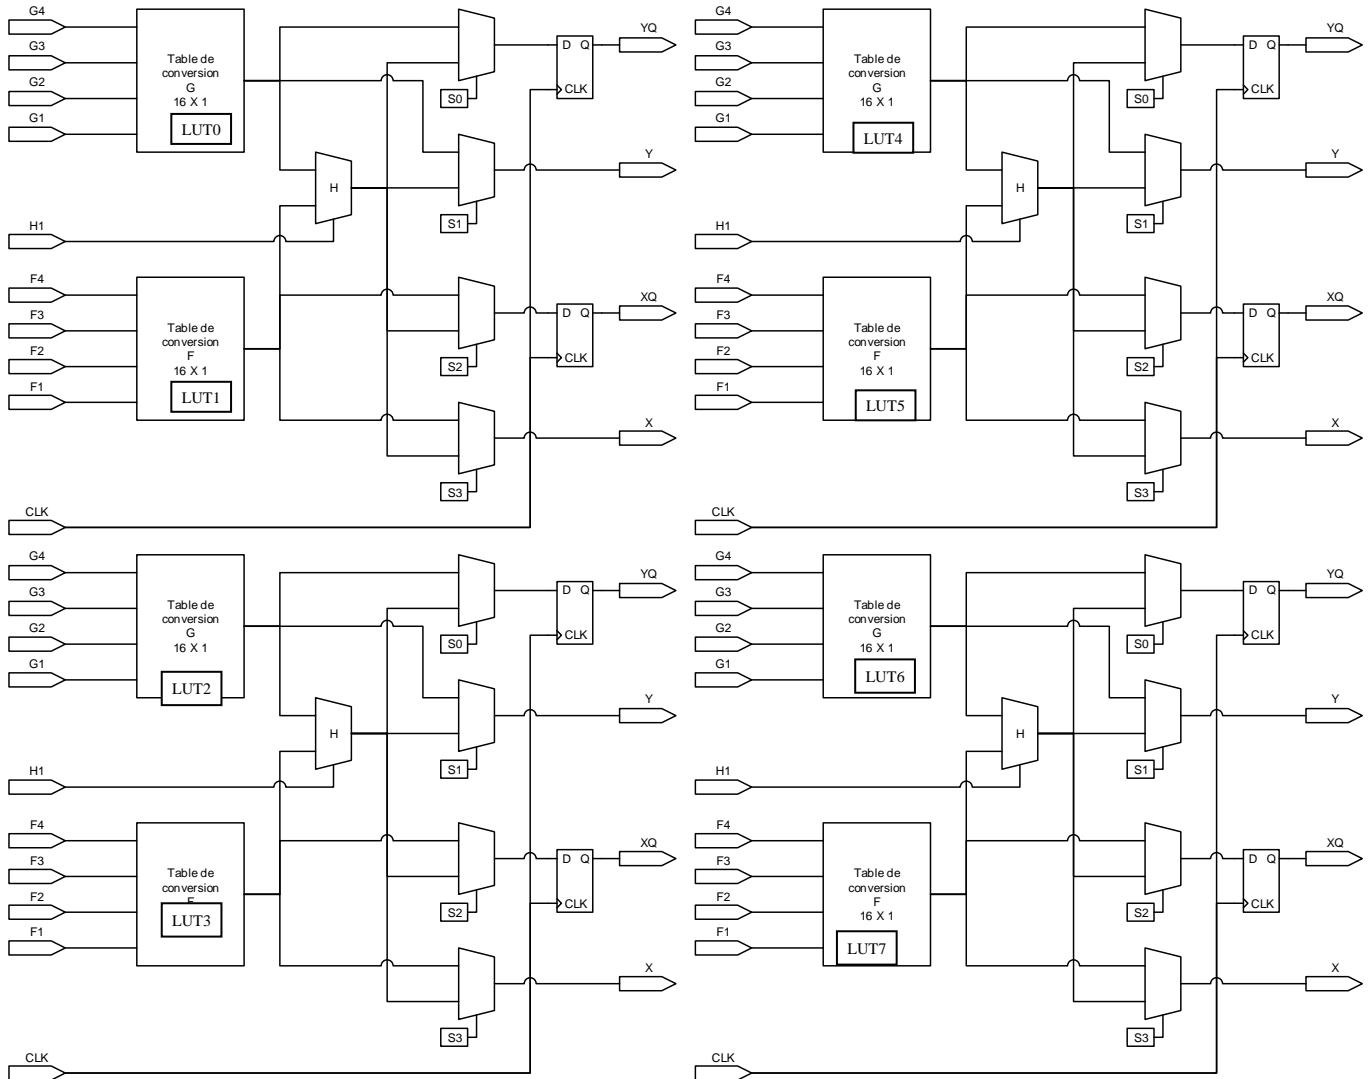 G4
G3
G2
G1
Table de
conversion
G
16 X 1
LUT0
S0
D Q
CLK
YQ
H
S1
Y
H1
F4
F3
F2
F1
Table de
conversion
F
16 X 1
LUT1
S2
D Q
CLK
XQ
S3
X
CLK
G4
G3
G2
G1
Table de
conversion
G
16 X 1
LUT4
S0
D Q
CLK
YQ
H
S1
Y
H1
F4
F3
F2
F1
Table de
conversion
F
16 X 1
LUT5
S2
D Q
CLK
XQ
S3
X
CLK
G4
G3
G2
G1
Table de
conversion
G
16 X 1
LUT2
S0
D Q
CLK
YQ
H
S1
Y
H1
F4
F3
F2
F1
Table de
conversion
LUT3
S2
D Q
CLK
XQ
S3
X
CLK
G4
G3
G2
G1
Table de
conversion
G
16 X 1
LUT6
S0
D Q
CLK
YQ
H
S1
Y
H1
F4
F3
F2
F1
Table de
conversion
F
16 X 1
LUT7
S2
D Q
CLK
XQ
S3
X
CLK